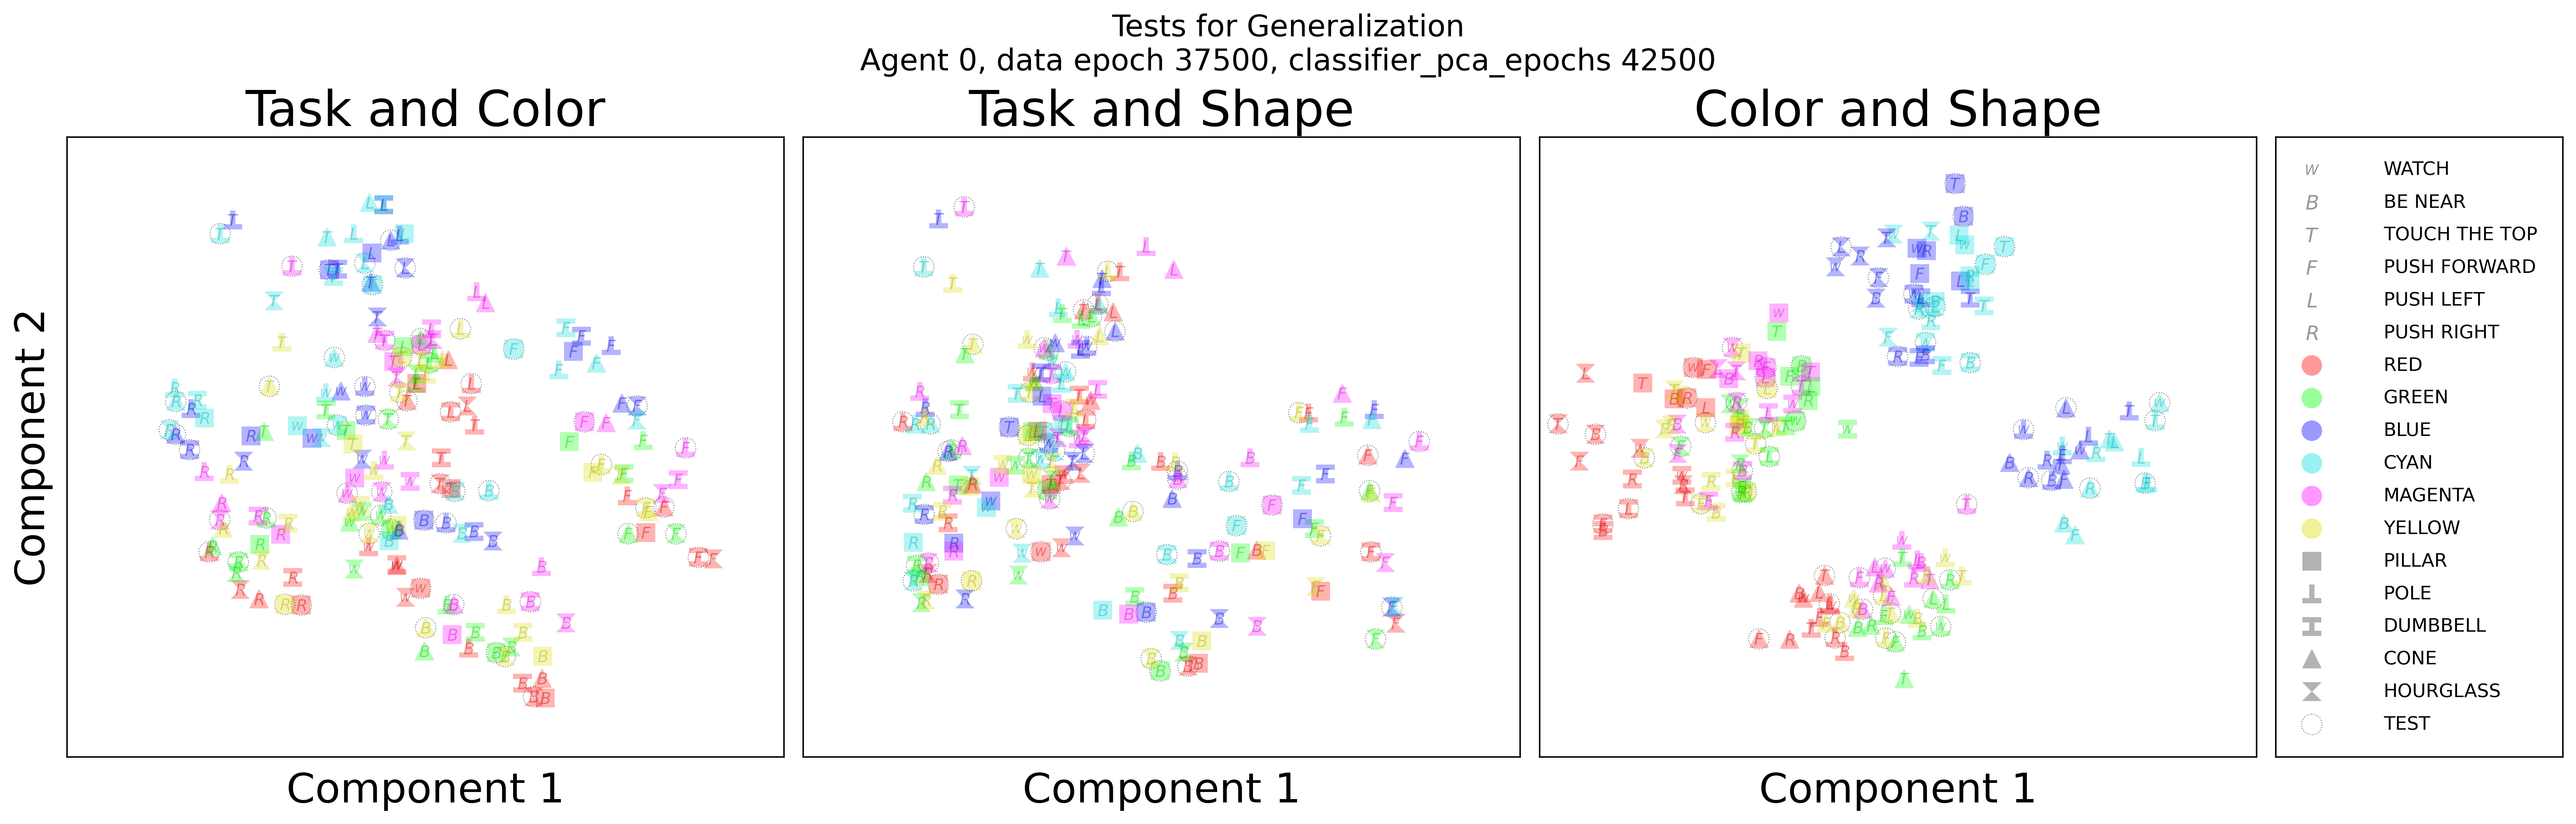 Tests for Generalization
Agent 0, data epoch 37500, classifier_pca_epochs 42500
Task and Color
Task and Shape
Color and Shape
Component 2
Component 1
Component 1
Component 1
W WATCH
B BE NEAR
T TOUCH THE TOP
F PUSH FORWARD
L PUSH LEFT
R PUSH RIGHT
RED
GREEN
BLUE
CYAN
MAGENTA
YELLOW
PILLAR
POLE
DUMBBELL
CONE
HOURGLASS
TEST